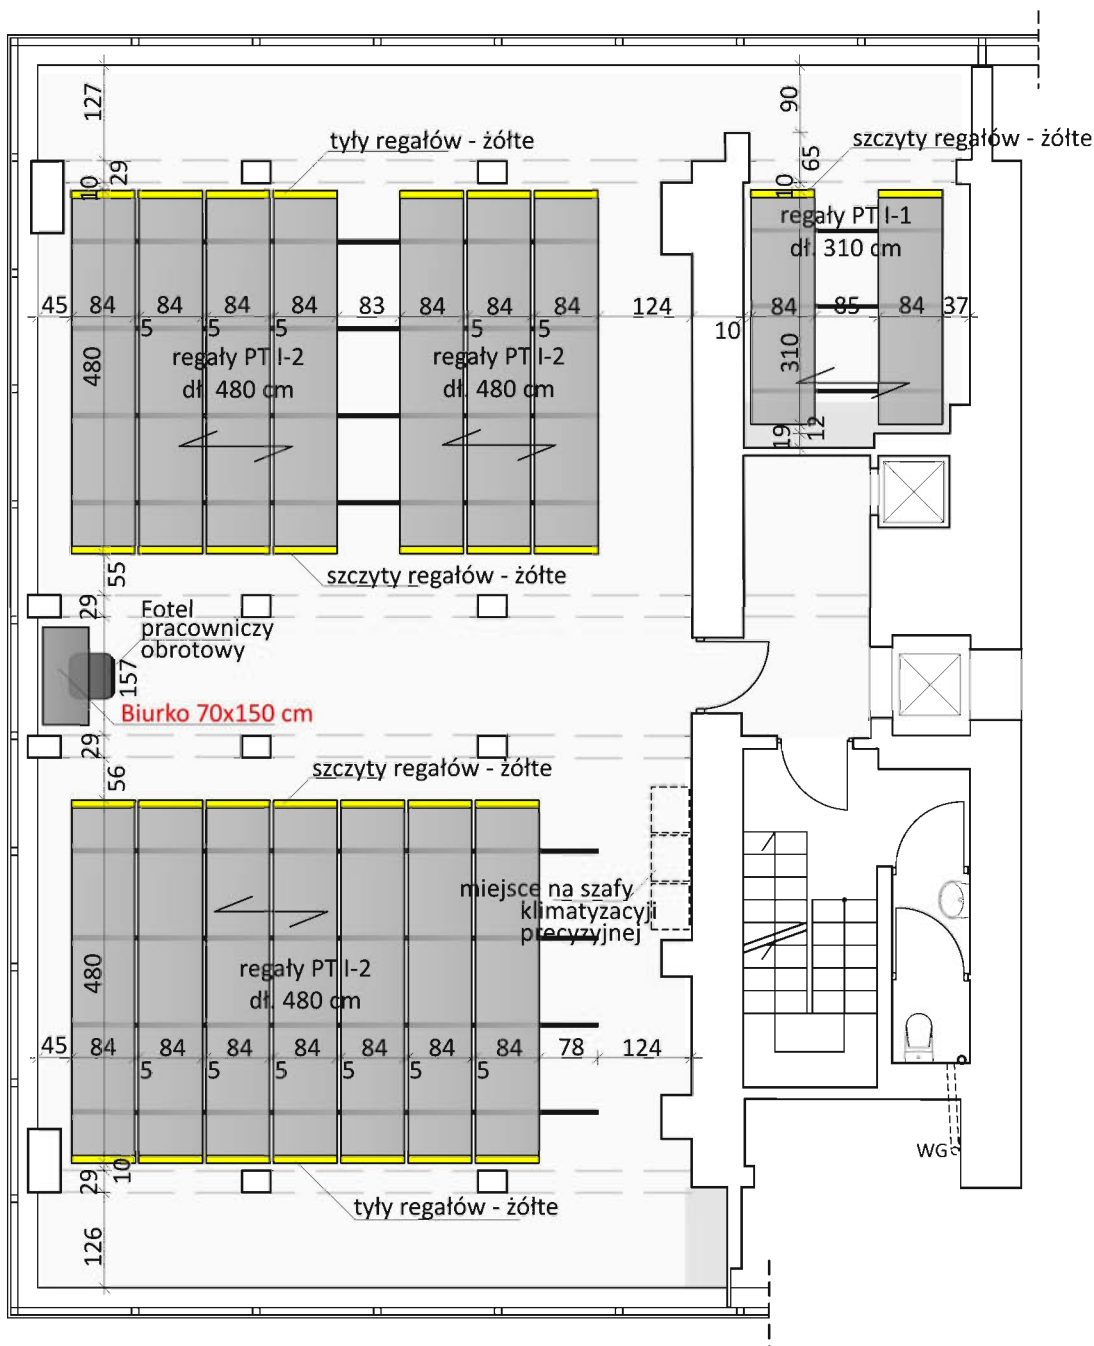 127
90
tyły regałów - żółte
szczyty regałów - żółte
29
10
65
10
regały PT I-1
dł. 310 cm
45
84
84
84
84
83
84
84
84
124
84
85
84
37
5
5
5
5
5
10
480
310
regały PT I-2
dł. 480 cm
regały PT I-2
dł. 480 cm
19
12
55
szczyty regałów - żółte
29
Fotel
pracowniczy
obrotowy
157
Biurko 70x150 cm
29
56
szczyty regałów - żółte
miejsce na szafy
klimatyzacyji
precyzyjnej
480
regały PT I-2
dł. 480 cm
45
84
84
84
84
84
84
84
78
124
5
5
5
5
5
5
WG
29
10
tyły regałów - żółte
126